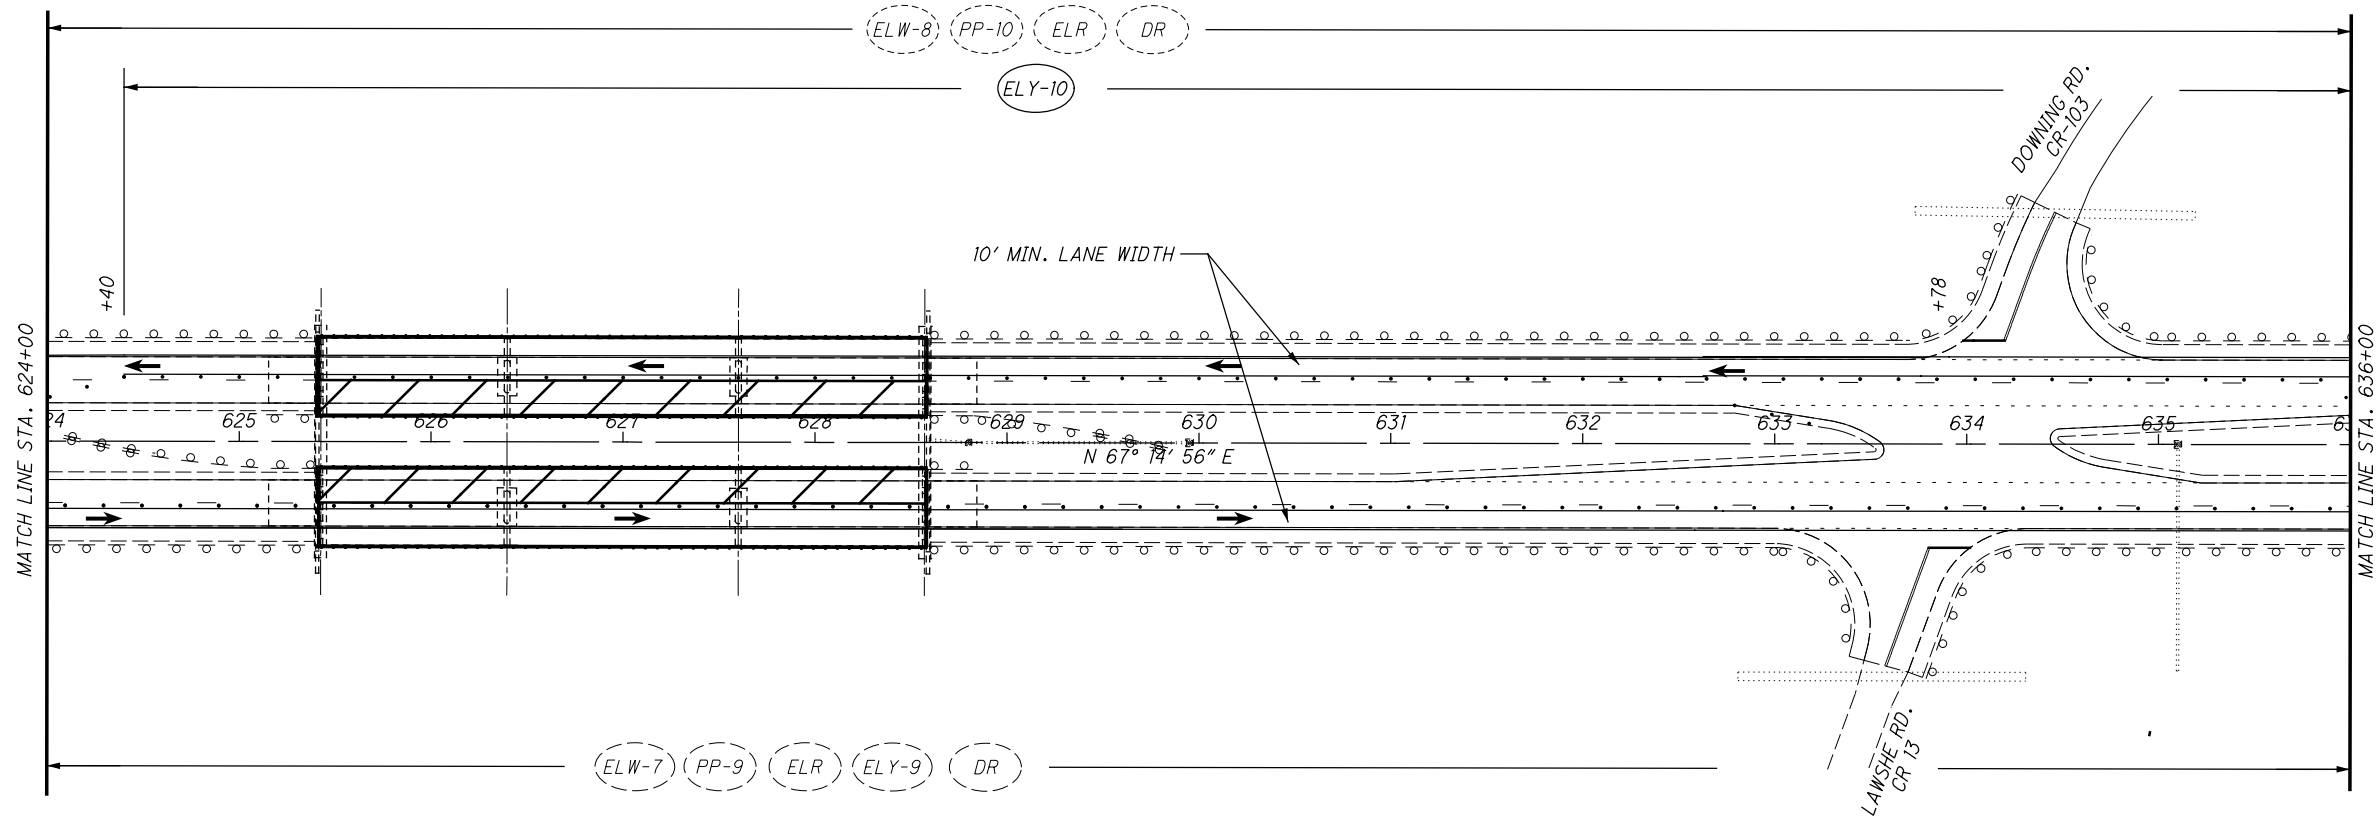 ELW-8 PP-10 ELR DR
ELY-10
DOWNING RD.
CR-103
10' MIN. LANE WIDTH
+40
+78
MATCH LINE STA. 624+00
MATCH LINE STA. 636+00
24 625 626 627 628 629 630 631 632 633 634 635 63
N 67° 14' 56" E
LAWSHE RD.
CR 13
ELW-7 PP-9 ELR ELY-9 DR